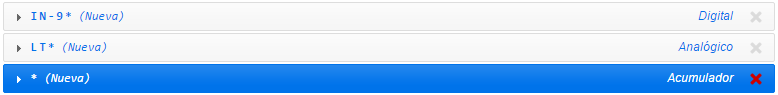 IN-9* (Nueva) Digital
LT* (Nueva) Analógico
* (Nueva) Acumulador